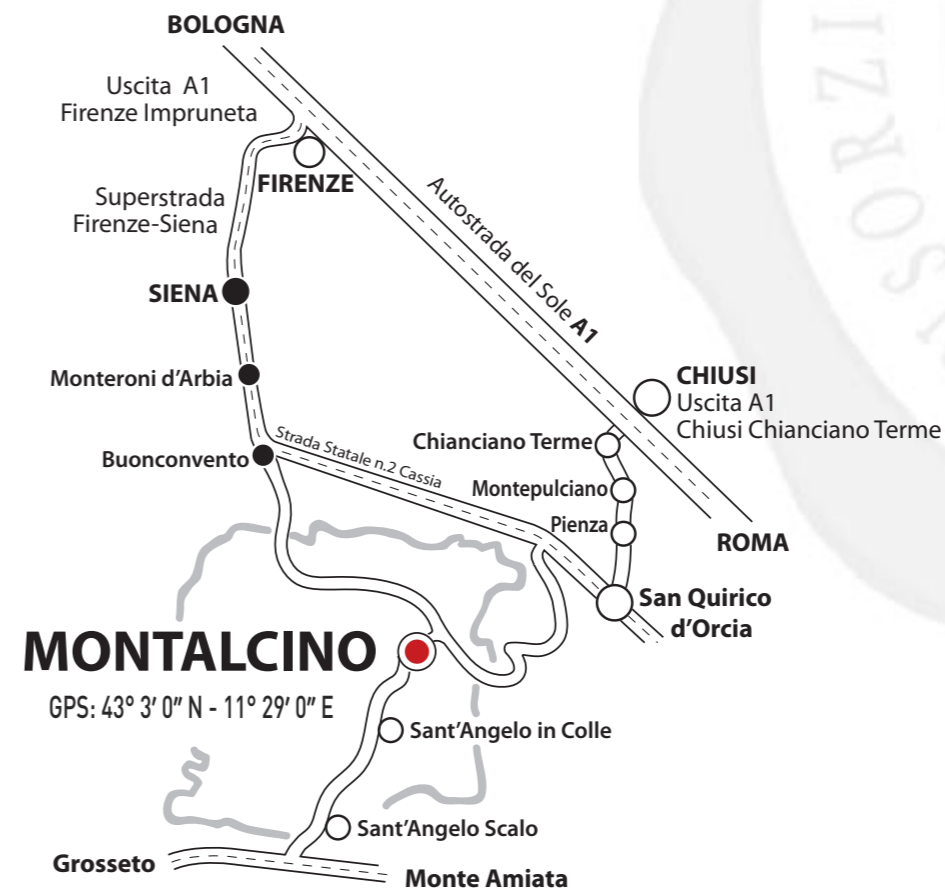 BOLOGNA
Uscita A1
Firenze Impruneta
FIRENZE
Superstrada
Firenze-Siena
Autostrada del Sole A1
SIENA
CHIUSI
Uscita A1
Chiusi Chianciano Terme
Monteroni d'Arbia
Strada Statale n.2 Cassia
Chianciano Terme
Buonconvento
Montepulciano
Pienza
ROMA
San Quirico
d'Orcia
MONTALCINO
GPS: 43° 3' 0" N - 11° 29' 0" E
Sant'Angelo in Colle
Sant'Angelo Scalo
Grosseto
Monte Amiata